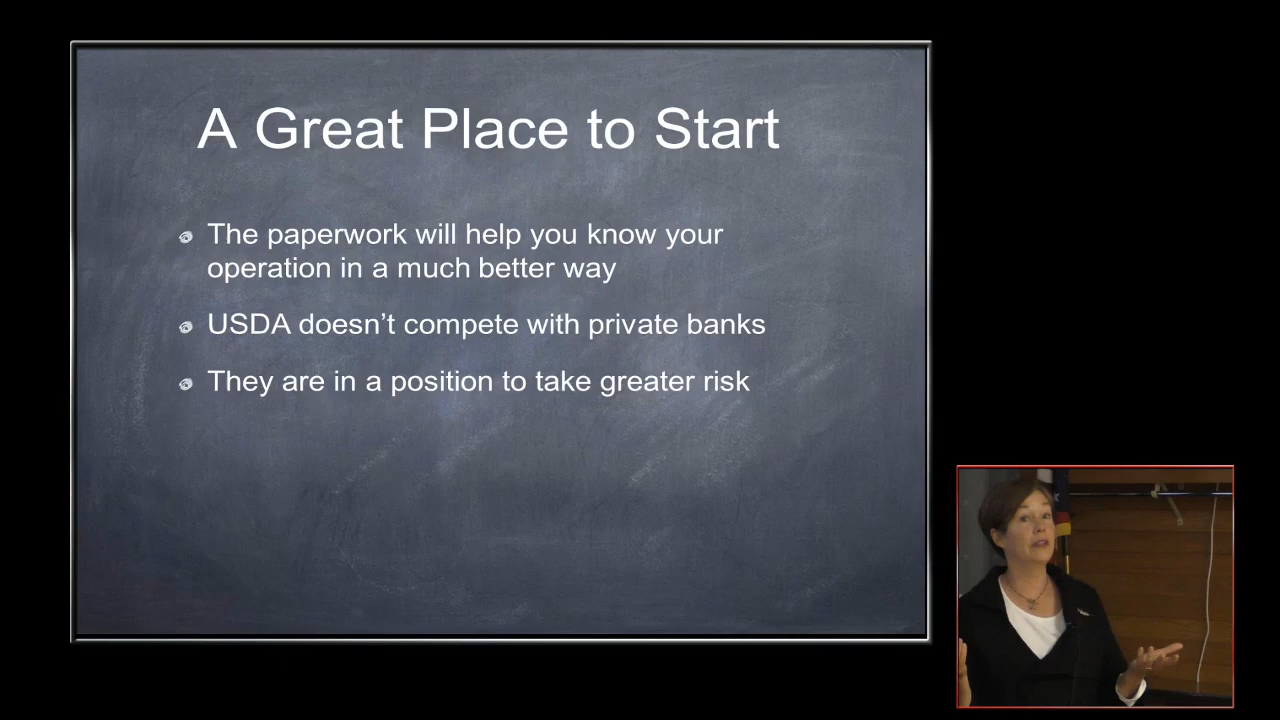 A Great Place to Start
The paperwork will help you know your
operation in a much better way
USDA doesn’t compete with private banks
They are in a position to take greater risk